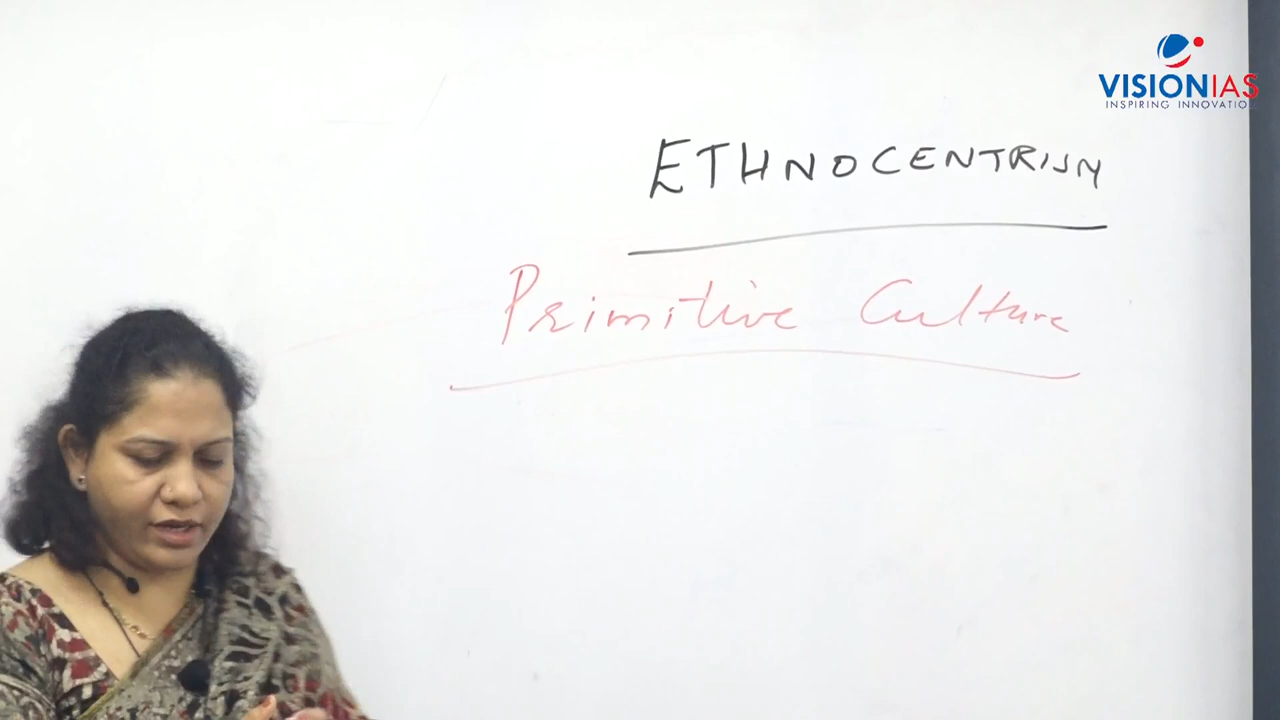 VISIONIAS
INSPIRING INNOVATION
ETHNOCENTRISM
Primitive Culture